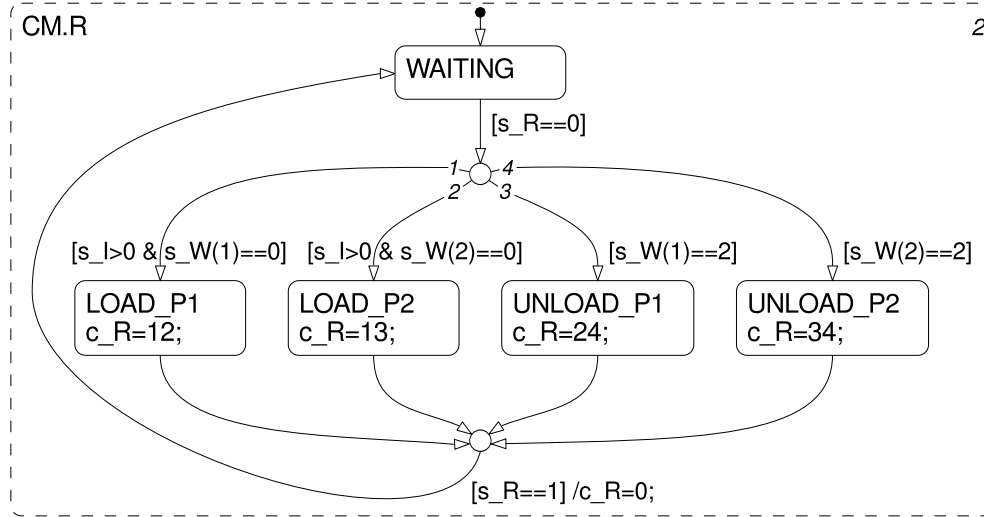 CM.R
2
WAITING
[s_R==0]
1
4
2
3
[s_I>0 & s_W(1)==0]
[s_I>0 & s_W(2)==0]
[s_W(1)==2]
[s_W(2)==2]
LOAD_P1
c_R=12;
LOAD_P2
c_R=13;
UNLOAD_P1
c_R=24;
UNLOAD_P2
c_R=34;
[s_R==1] /c_R=0;